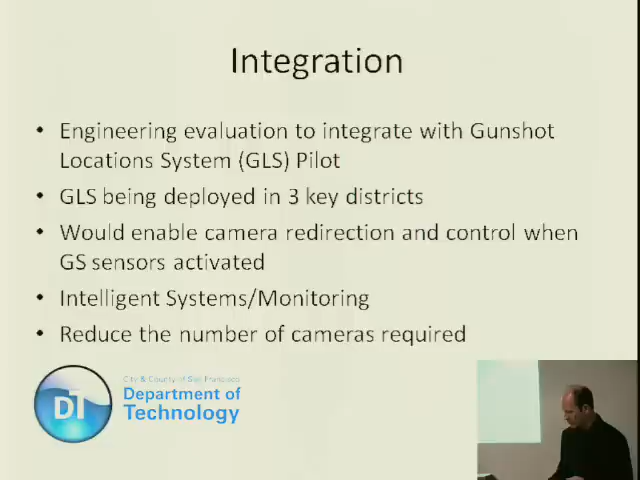 Integration
• Engineering evaluation to integrate with Gunshot
Locations System (GLS) Pilot
• GLS being deployed in 3 key districts
• Would enable camera redirection and control when
GS sensors activated
• Intelligent Systems/Monitoring
• Reduce the number of cameras required
DT
City & County of San Francisco
Department of
Technology